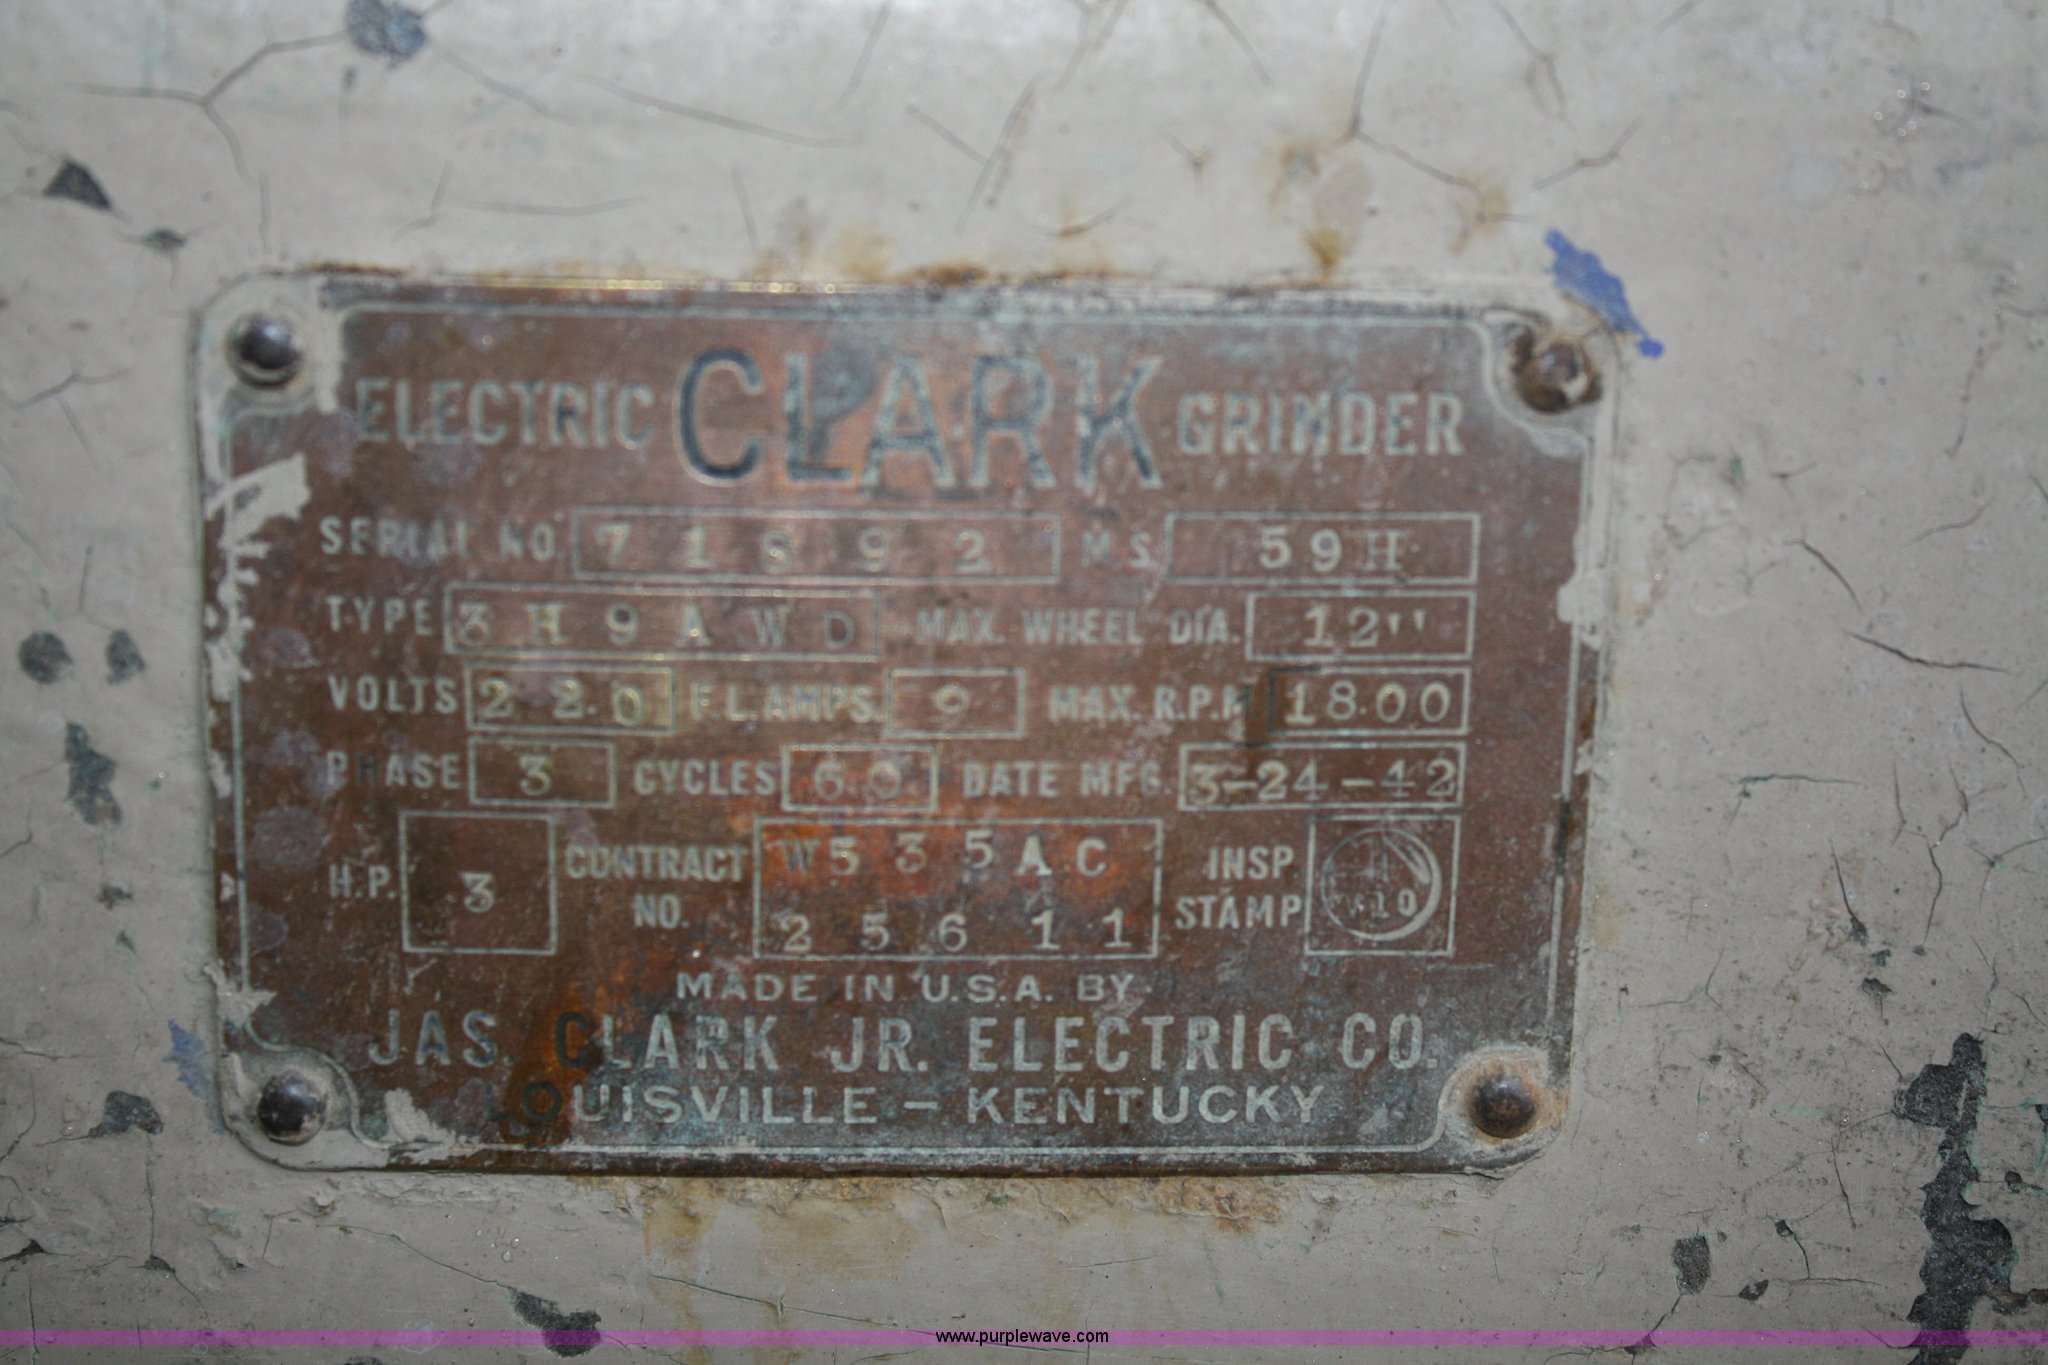 ELECTRIC CLARK GRINDER
SERIAL NO. 71892 M.S. 59H
TYPE 3H9AWD MAX. WHEEL DIA. 12"
VOLTS 220 F.L. AMPS. 9 MAX. R.P.M. 1800
PHASE 3 CYCLES 60 DATE MFG. 3-24-42
H.P. 3 CONTRACT NO. W535AC 25611 INSP. STAMP
MADE IN U.S.A. BY
JAS. CLARK JR. ELECTRIC CO.
LOUISVILLE - KENTUCKY
www.purplewave.com